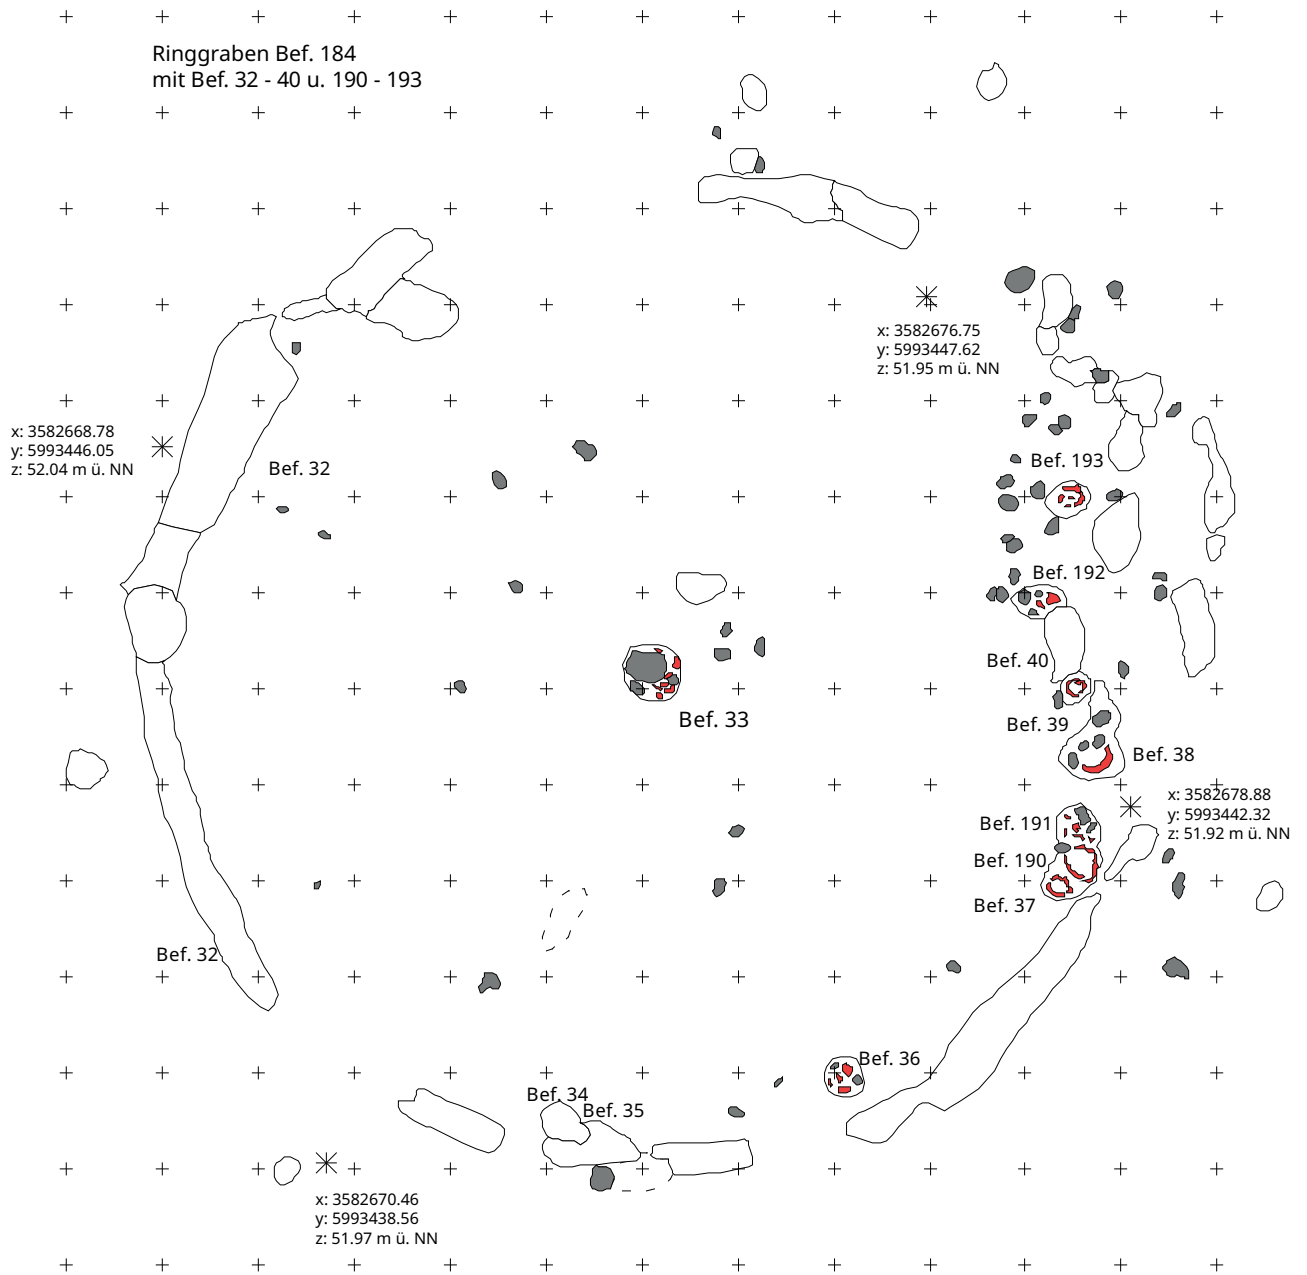 Ringgraben Bef. 184
mit Bef. 32 - 40 u. 190 - 193
x: 3582676.75
y: 5993447.62
z: 51.95 m ü. NN
x: 3582668.78
y: 5993446.05
z: 52.04 m ü. NN
Bef. 32
Bef. 193
Bef. 192
Bef. 40
Bef. 33
Bef. 39
Bef. 38
x: 3582678.88
y: 5993442.32
z: 51.92 m ü. NN
Bef. 191
Bef. 190
Bef. 37
Bef. 32
Bef. 36
Bef. 34
Bef. 35
x: 3582670.46
y: 5993438.56
z: 51.97 m ü. NN